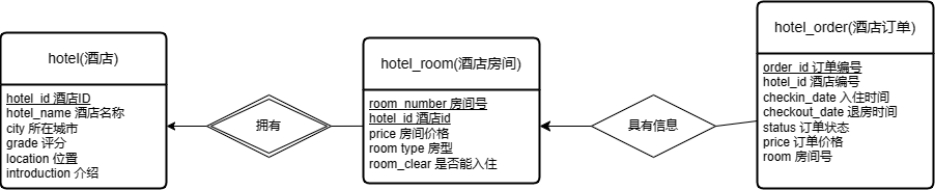 hotel(酒店)
hotel_id 酒店ID
hotel_name 酒店名称
city 所在城市
grade 评分
location 位置
introduction 介绍
拥有
hotel_room(酒店房间)
room_number 房间号
hotel_id 酒店id
price 房间价格
room type 房型
room_clear 是否能入住
具有信息
hotel_order(酒店订单)
order_id 订单编号
hotel_id 酒店编号
checkin_date 入住时间
checkout_date 退房时间
status 订单状态
price 订单价格
room 房间号